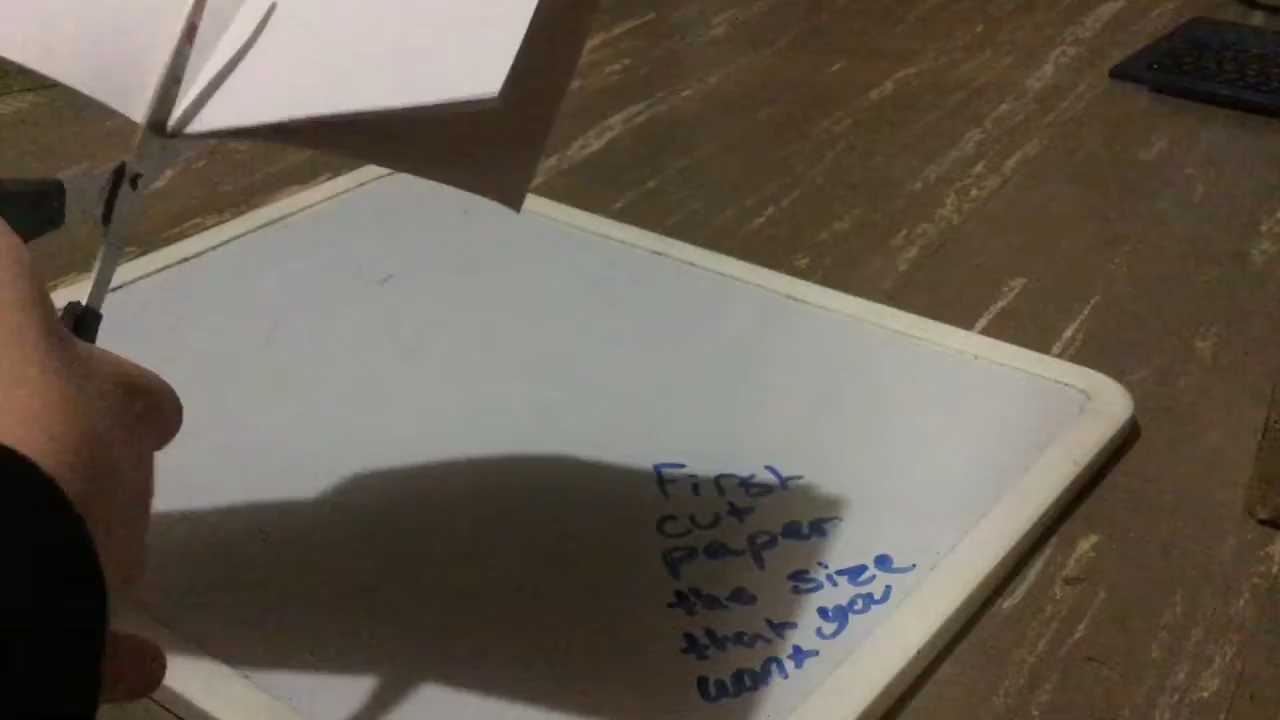 First
cut
paper
the size
that you
want